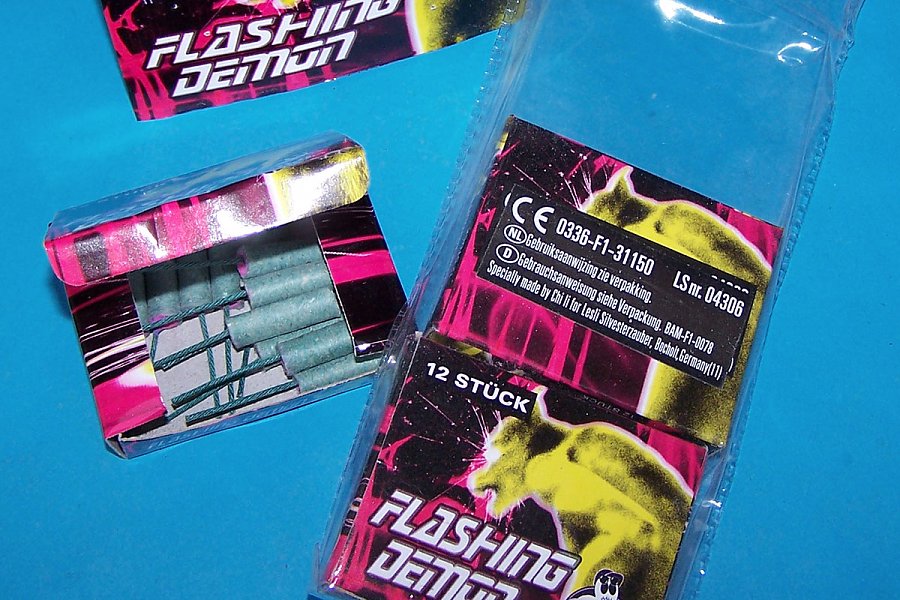 FLASHING
DEMON
CE 0336-F1-31150
LS nr. 04306
NL Gebruiksaanwijzing zie verpakking.
D Gebrauchsanweisung siehe Verpackung. BAM-F1-0078
Specially made by Chi li for Lesli Silvesterzauber, Bocholt, Germany(11)
12 STÜCK
FLASHING
DEMON